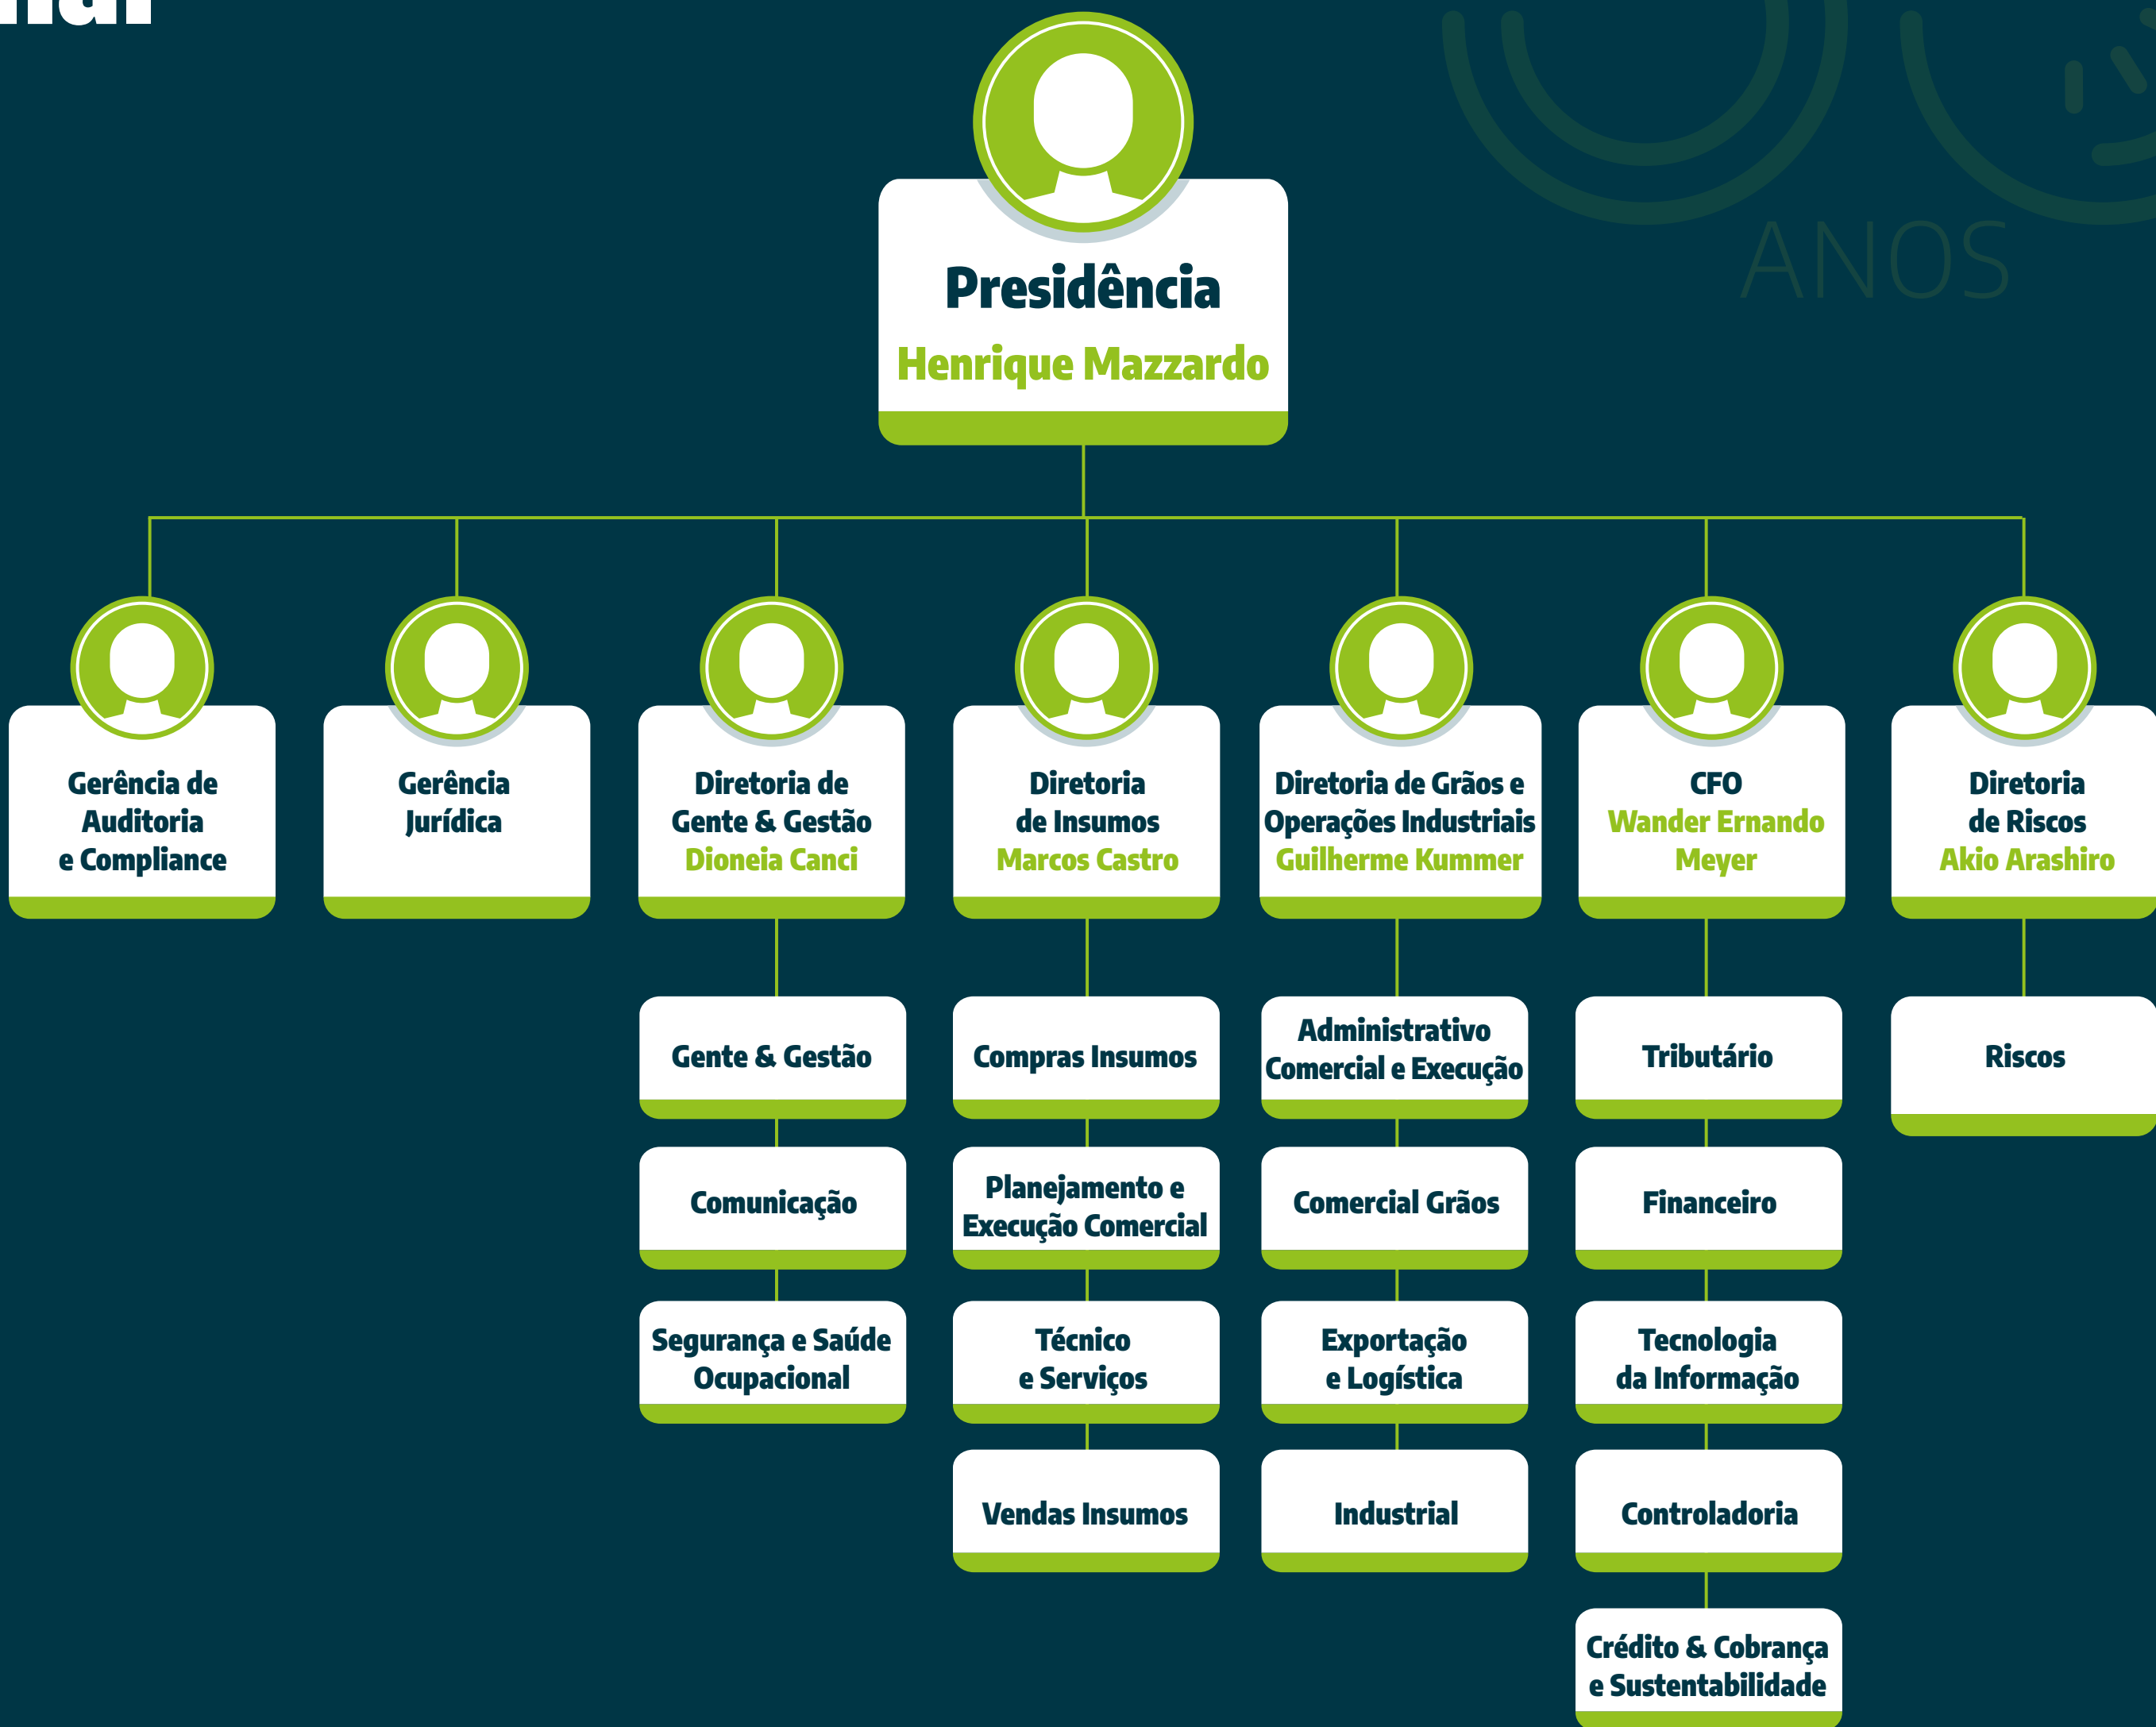 Presidência
Henrique Mazzardo
ANOS
Gerência de
Auditoria
e Compliance
Gerência
Jurídica
Diretoria de
Gente & Gestão
Dioneia Canci
Diretoria
de Insumos
Marcos Castro
Diretoria de Grãos e
Operações Industriais
Guilherme Kummer
CFO
Wander Ernando
Meyer
Diretoria
de Riscos
Akio Arashiro
Gente & Gestão
Comunicação
Segurança e Saúde
Ocupacional
Compras Insumos
Planejamento e
Execução Comercial
Técnico
e Serviços
Vendas Insumos
Administrativo
Comercial e Execução
Comercial Grãos
Exportação
e Logística
Industrial
Tributário
Financeiro
Tecnologia
da Informação
Controladoria
Crédito & Cobrança
e Sustentabilidade
Riscos